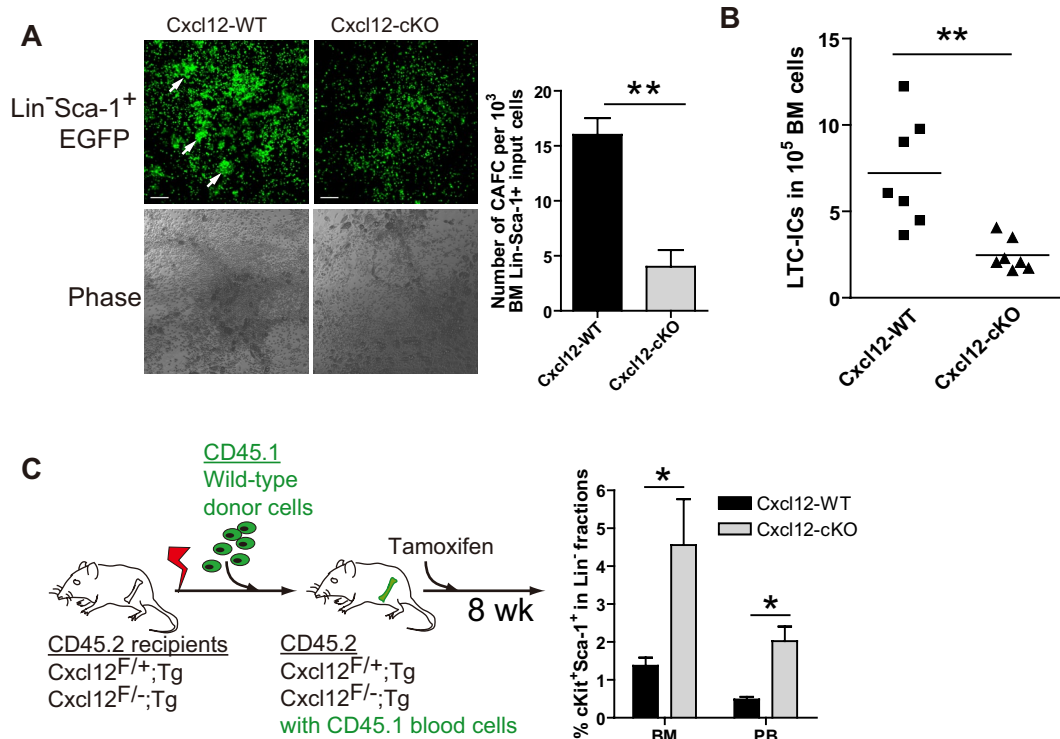 A
Cxcl12-WT
Cxcl12-cKO
Lin⁻Sca-1⁺
EGFP
Phase
Number of CAFC per 10³
BM Lin-Sca-1+ input cells
20
15
10
5
0
**
Cxcl12-WT
Cxcl12-cKO
B
LTC-ICs in 10⁵ BM cells
15
10
5
0
**
Cxcl12-WT
Cxcl12-cKO
C
CD45.1
Wild-type
donor cells
Tamoxifen
8 wk
CD45.2 recipients
Cxcl12F/+;Tg
Cxcl12F/-;Tg
CD45.2
Cxcl12F/+;Tg
Cxcl12F/-;Tg
with CD45.1 blood cells
% cKit⁺Sca-1⁺ in Lin⁻ fractions
6
5
4
3
2
1
0
*
*
Cxcl12-WT
Cxcl12-cKO
BM
PB